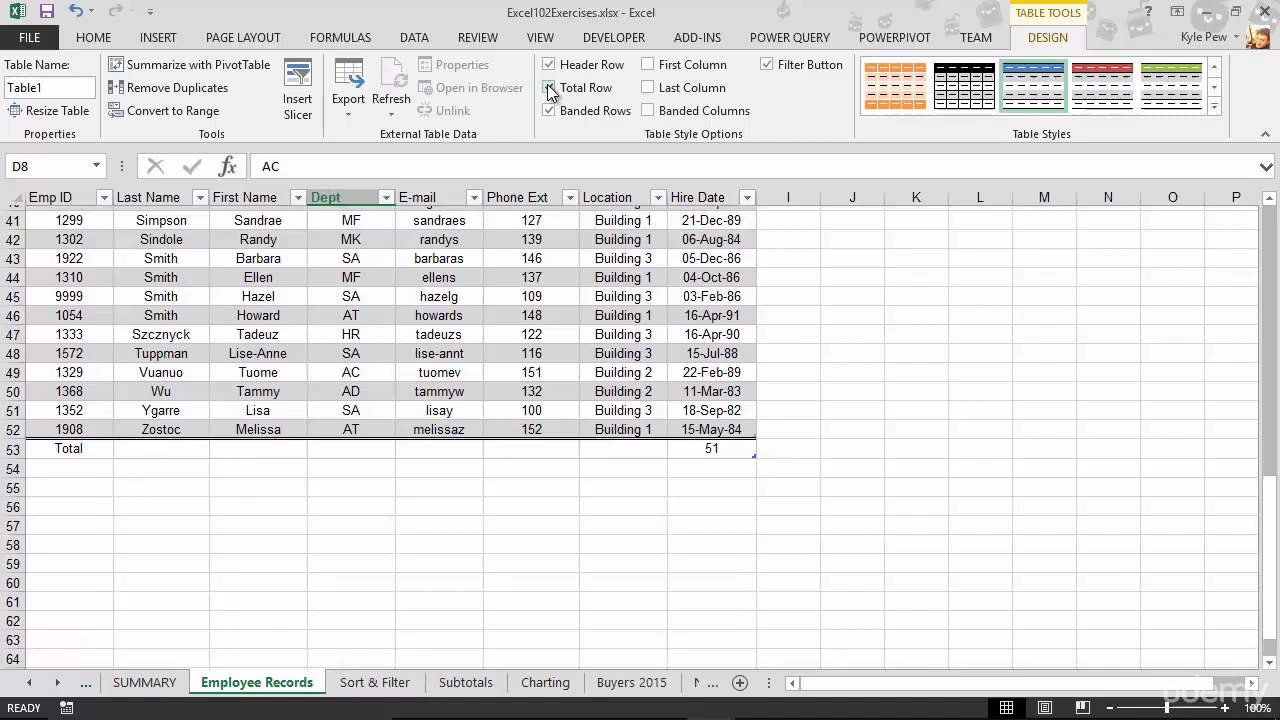 Excel102Exercises.xlsx - Excel
TABLE TOOLS
FILE HOME INSERT PAGE LAYOUT FORMULAS DATA REVIEW VIEW DEVELOPER ADD-INS POWER QUERY POWERPIVOT TEAM DESIGN Kyle Pew
Table Name: Summarize with PivotTable Properties Header Row First Column Filter Button
Table1 Remove Duplicates Open in Browser Total Row Last Column
Resize Table Convert to Range Insert Slicer Export Refresh Unlink Banded Rows Banded Columns
Properties Tools External Table Data Table Style Options Table Styles
D8 fx AC
Emp ID Last Name First Name Dept E-mail Phone Ext Location Hire Date I J K L M N O P
41 1299 Simpson Sandrae MF sandraes 127 Building 1 21-Dec-89
42 1302 Sindole Randy MK randys 139 Building 1 06-Aug-84
43 1922 Smith Barbara SA barbaras 146 Building 3 05-Dec-86
44 1310 Smith Ellen MF ellens 137 Building 1 04-Oct-86
45 9999 Smith Hazel SA hazelg 109 Building 3 03-Feb-86
46 1054 Smith Howard AT howards 148 Building 1 16-Apr-91
47 1333 Szcznyck Tadeuz HR tadeuzs 122 Building 3 16-Apr-90
48 1572 Tuppman Lise-Anne SA lise-annt 116 Building 3 15-Jul-88
49 1329 Vuanuo Tuome AC tuomev 151 Building 2 22-Feb-89
50 1368 Wu Tammy AD tammyw 132 Building 2 11-Mar-83
51 1352 Ygarre Lisa SA lisay 100 Building 3 18-Sep-82
52 1908 Zostoc Melissa AT melissaz 152 Building 1 15-May-84
53 Total 51
54
55
56
57
58
59
60
61
62
63
64
... SUMMARY Employee Records Sort & Filter Subtotals Charting Buyers 2015 ...
udemy
READY 100%